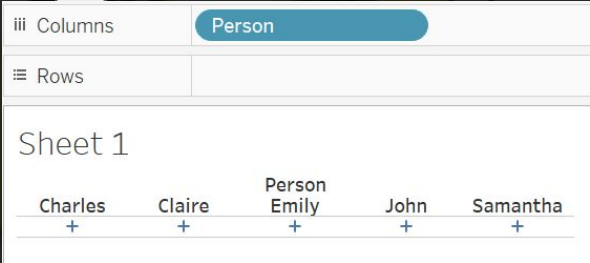 Columns
Person
Rows
Sheet 1
Person
Charles Claire Emily John Samantha
+ + + + +